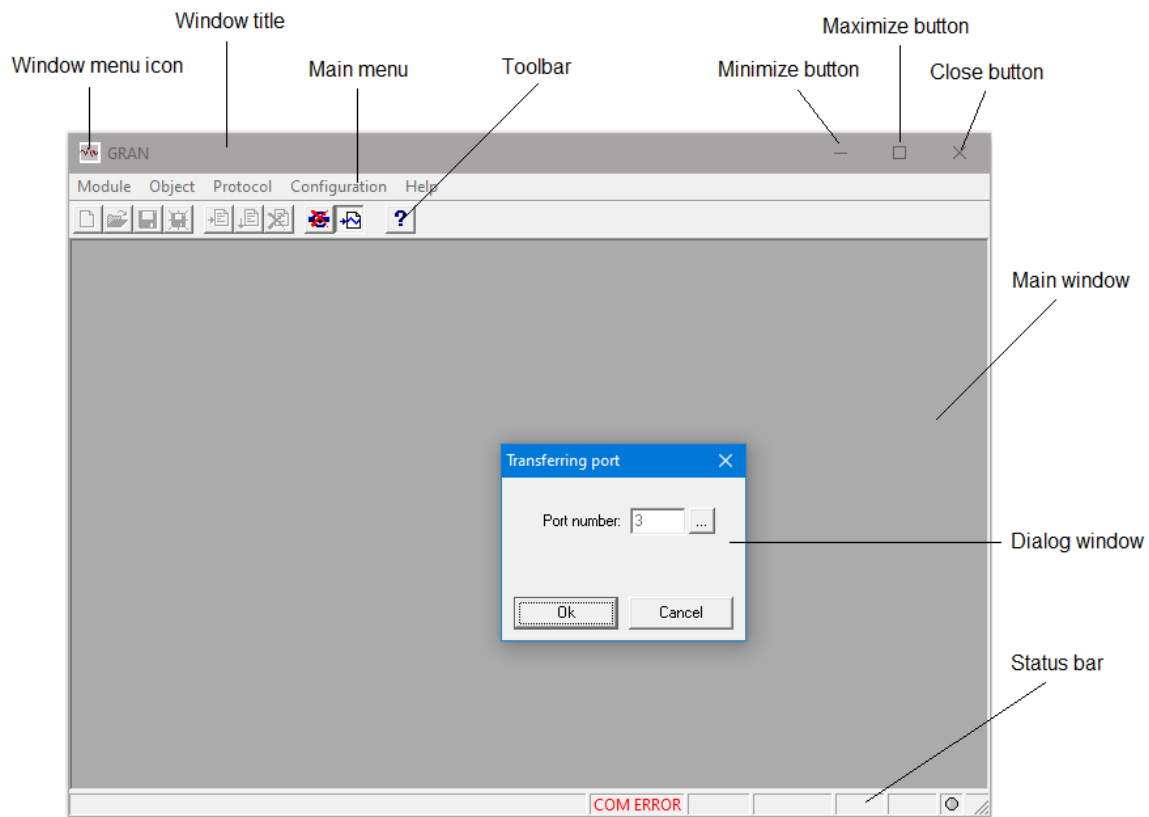 Window title
Maximize button
Window menu icon
Main menu
Toolbar
Minimize button
Close button
GRAN
Module Object Protocol Configuration Help
?
Main window
Transferring port
Port number: 3 ...
Dialog window
Ok Cancel
Status bar
COM ERROR